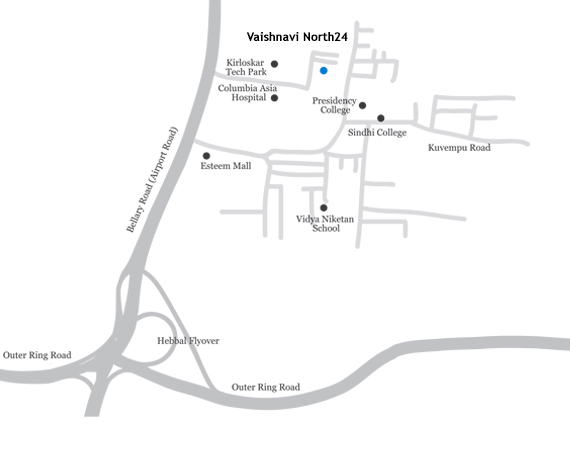 Vaishnavi North24
Kirloskar
Tech Park
Columbia Asia
Hospital
Presidency
College
Sindhi College
Kuvempu Road
Esteem Mall
Bellary Road (Airport Road)
Vidya Niketan
School
Hebbal Flyover
Outer Ring Road
Outer Ring Road